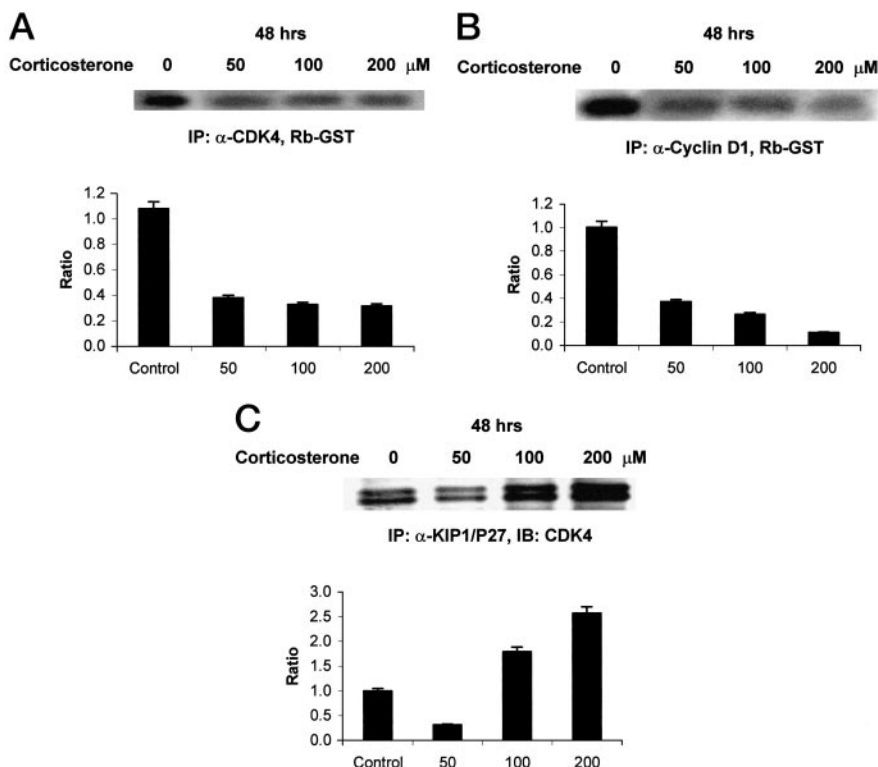 A
48 hrs
Corticosterone 0 50 100 200 μM
IP: α-CDK4, Rb-GST
Ratio
1.2
1.0
0.8
0.6
0.4
0.2
0.0
Control 50 100 200
B
48 hrs
Corticosterone 0 50 100 200 μM
IP: α-Cyclin D1, Rb-GST
Ratio
1.2
1.0
0.8
0.6
0.4
0.2
0.0
Control 50 100 200
C
48 hrs
Corticosterone 0 50 100 200 μM
IP: α-KIP1/P27, IB: CDK4
Ratio
3.0
2.5
2.0
1.5
1.0
0.5
0.0
Control 50 100 200